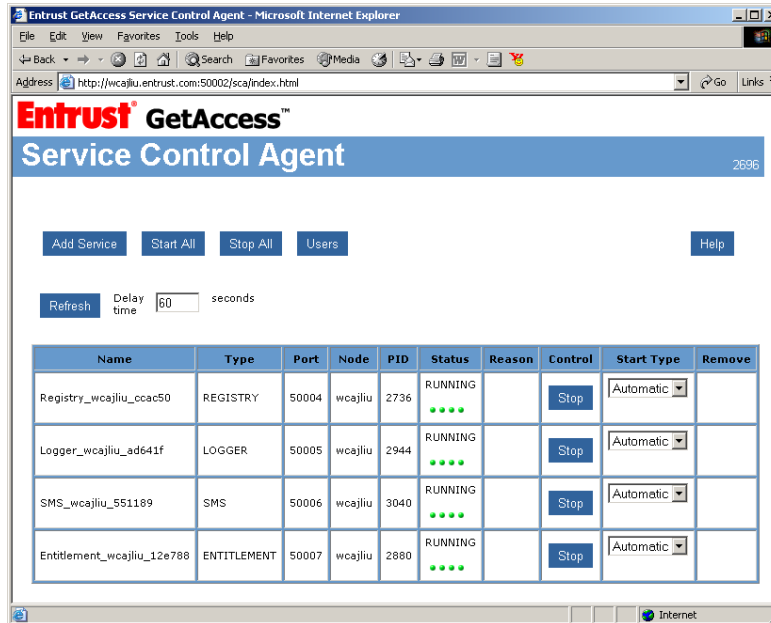 Entrust GetAccess Service Control Agent - Microsoft Internet Explorer
File Edit View Favorites Tools Help
Back Search Favorites Media
Address http://wcajliu.entrust.com:50002/sca/index.html Go Links
Entrust® GetAccess™
Service Control Agent
2696
Add Service Start All Stop All Users Help
Refresh Delay time 60 seconds
Name Type Port Node PID Status Reason Control Start Type Remove
Registry_wcajliu_ccac50 REGISTRY 50004 wcajliu 2736 RUNNING Stop Automatic
Logger_wcajliu_ad641f LOGGER 50005 wcajliu 2944 RUNNING Stop Automatic
SMS_wcajliu_551189 SMS 50006 wcajliu 3040 RUNNING Stop Automatic
Entitlement_wcajliu_12e788 ENTITLEMENT 50007 wcajliu 2880 RUNNING Stop Automatic
Internet